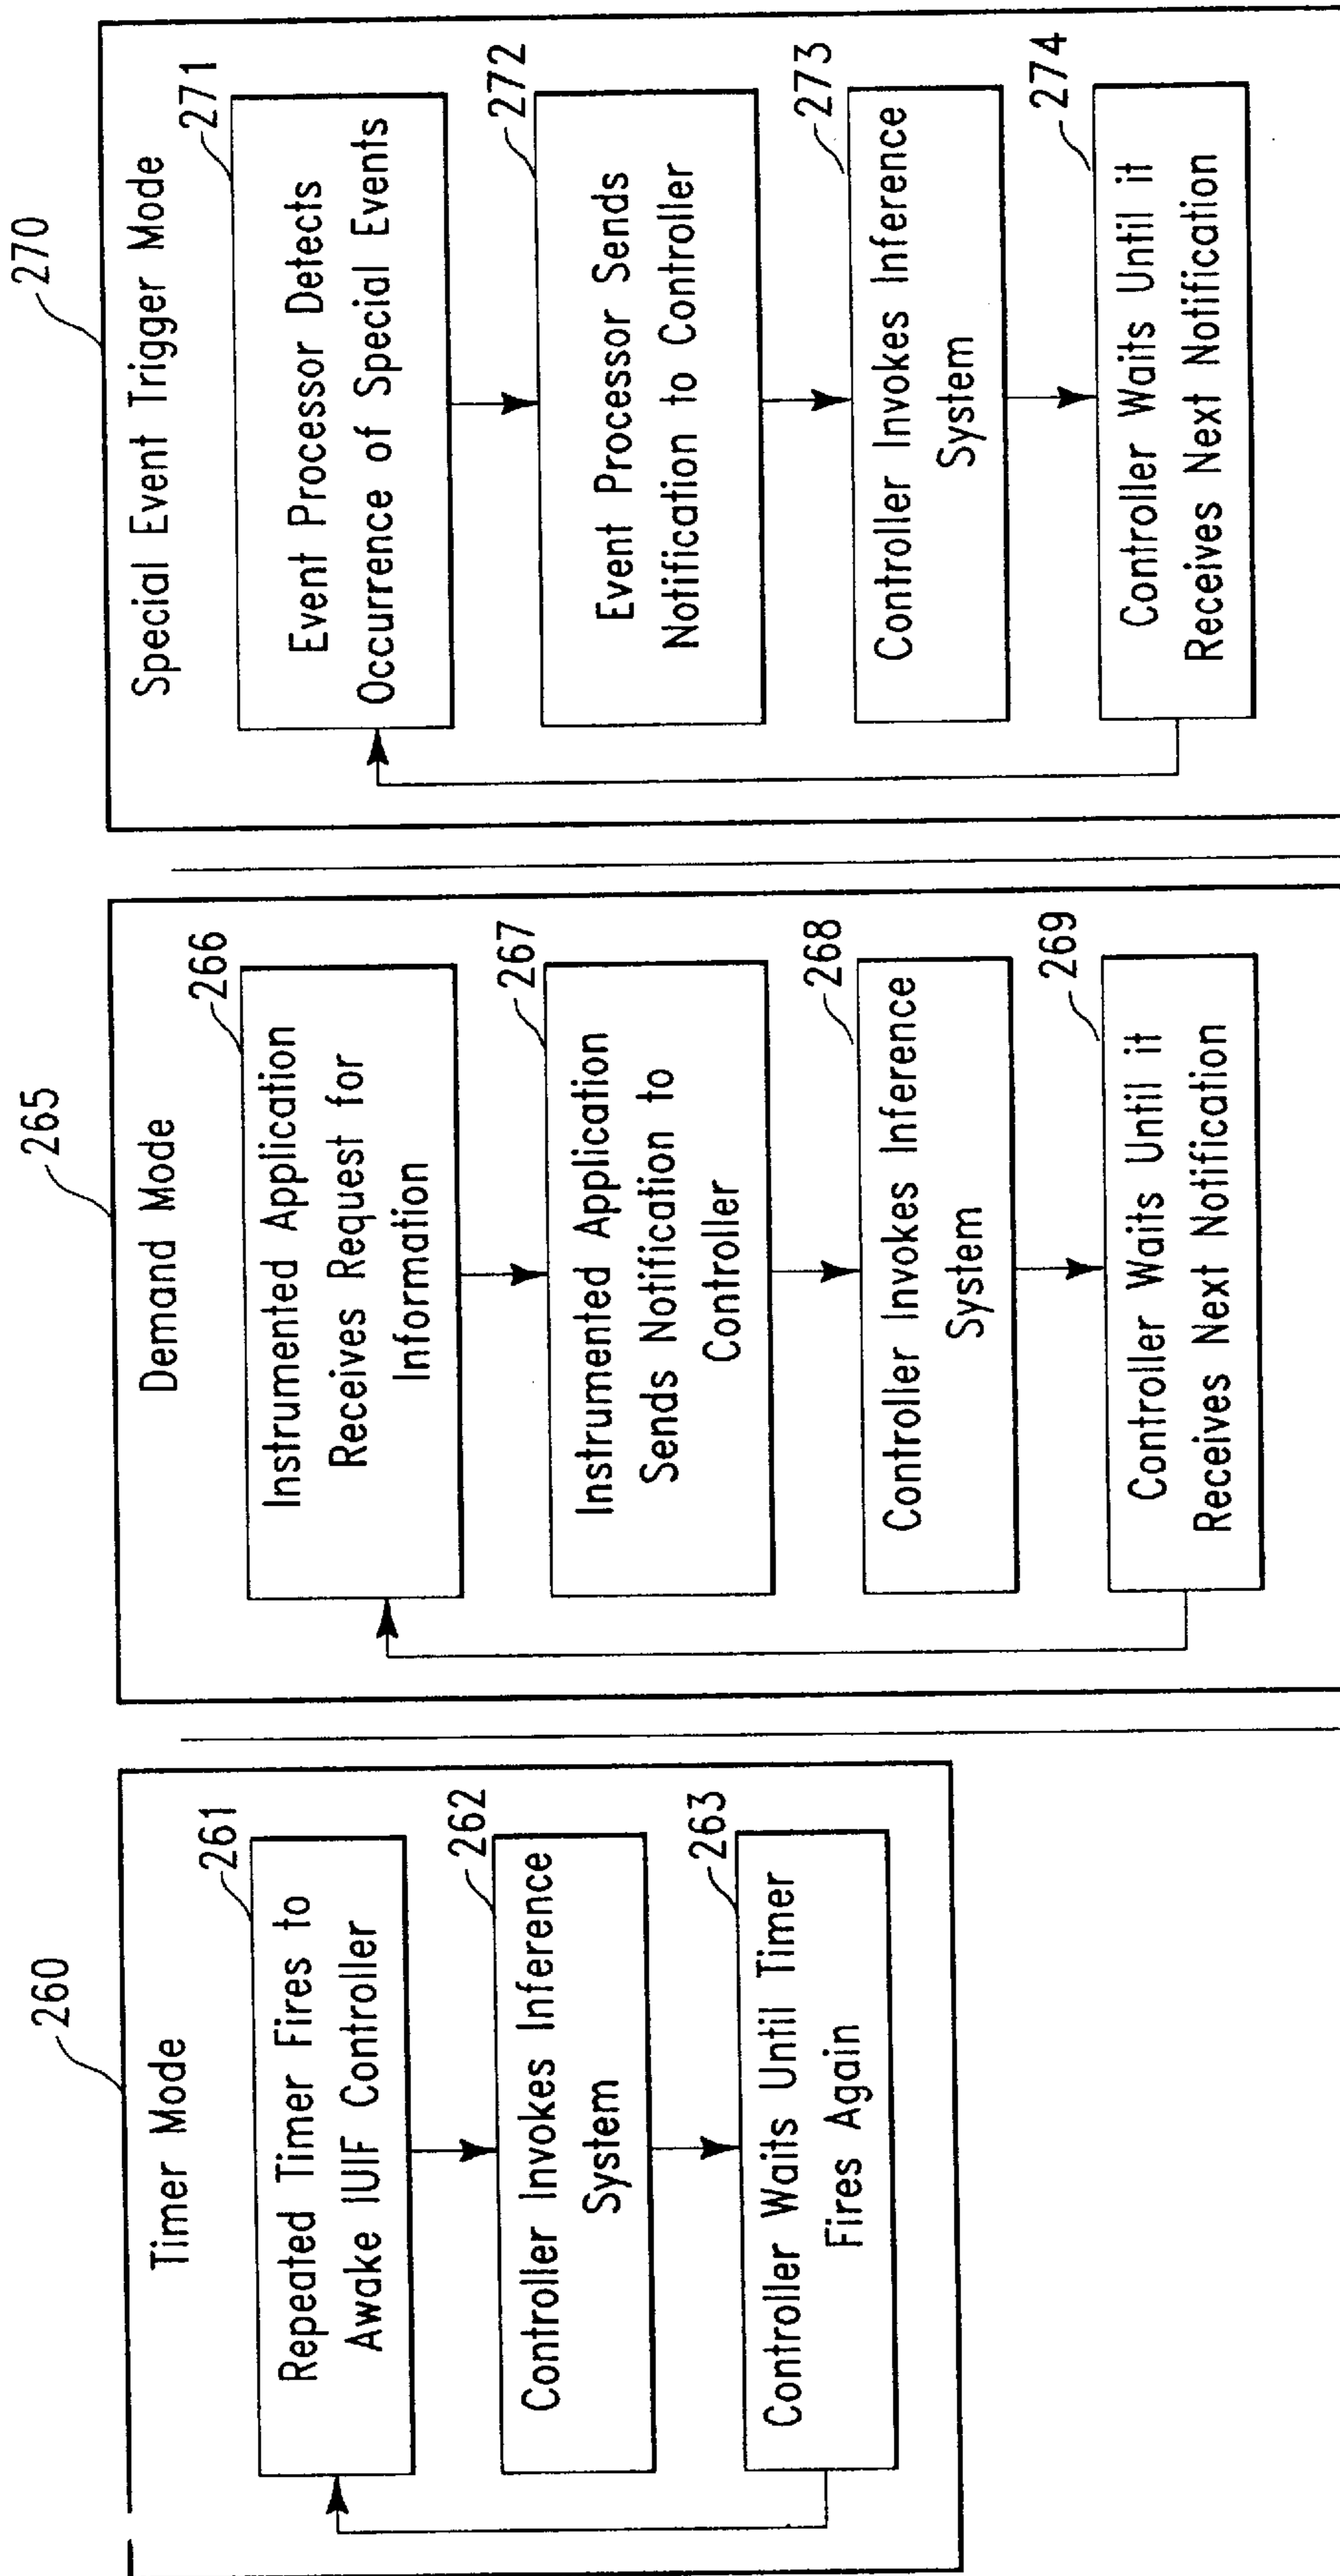 260
Timer Mode
261
Repeated Timer Fires to
Awake IUIF Controller
262
Controller Invokes Inference
System
263
Controller Waits Until Timer
Fires Again
265
Demand Mode
266
Instrumented Application
Receives Request for
Information
267
Instrumented Application
Sends Notification to
Controller
268
Controller Invokes Inference
System
269
Controller Waits Until it
Receives Next Notification
270
Special Event Trigger Mode
271
Event Processor Detects
Occurrence of Special Events
272
Event Processor Sends
Notification to Controller
273
Controller Invokes Inference
System
274
Controller Waits Until it
Receives Next Notification